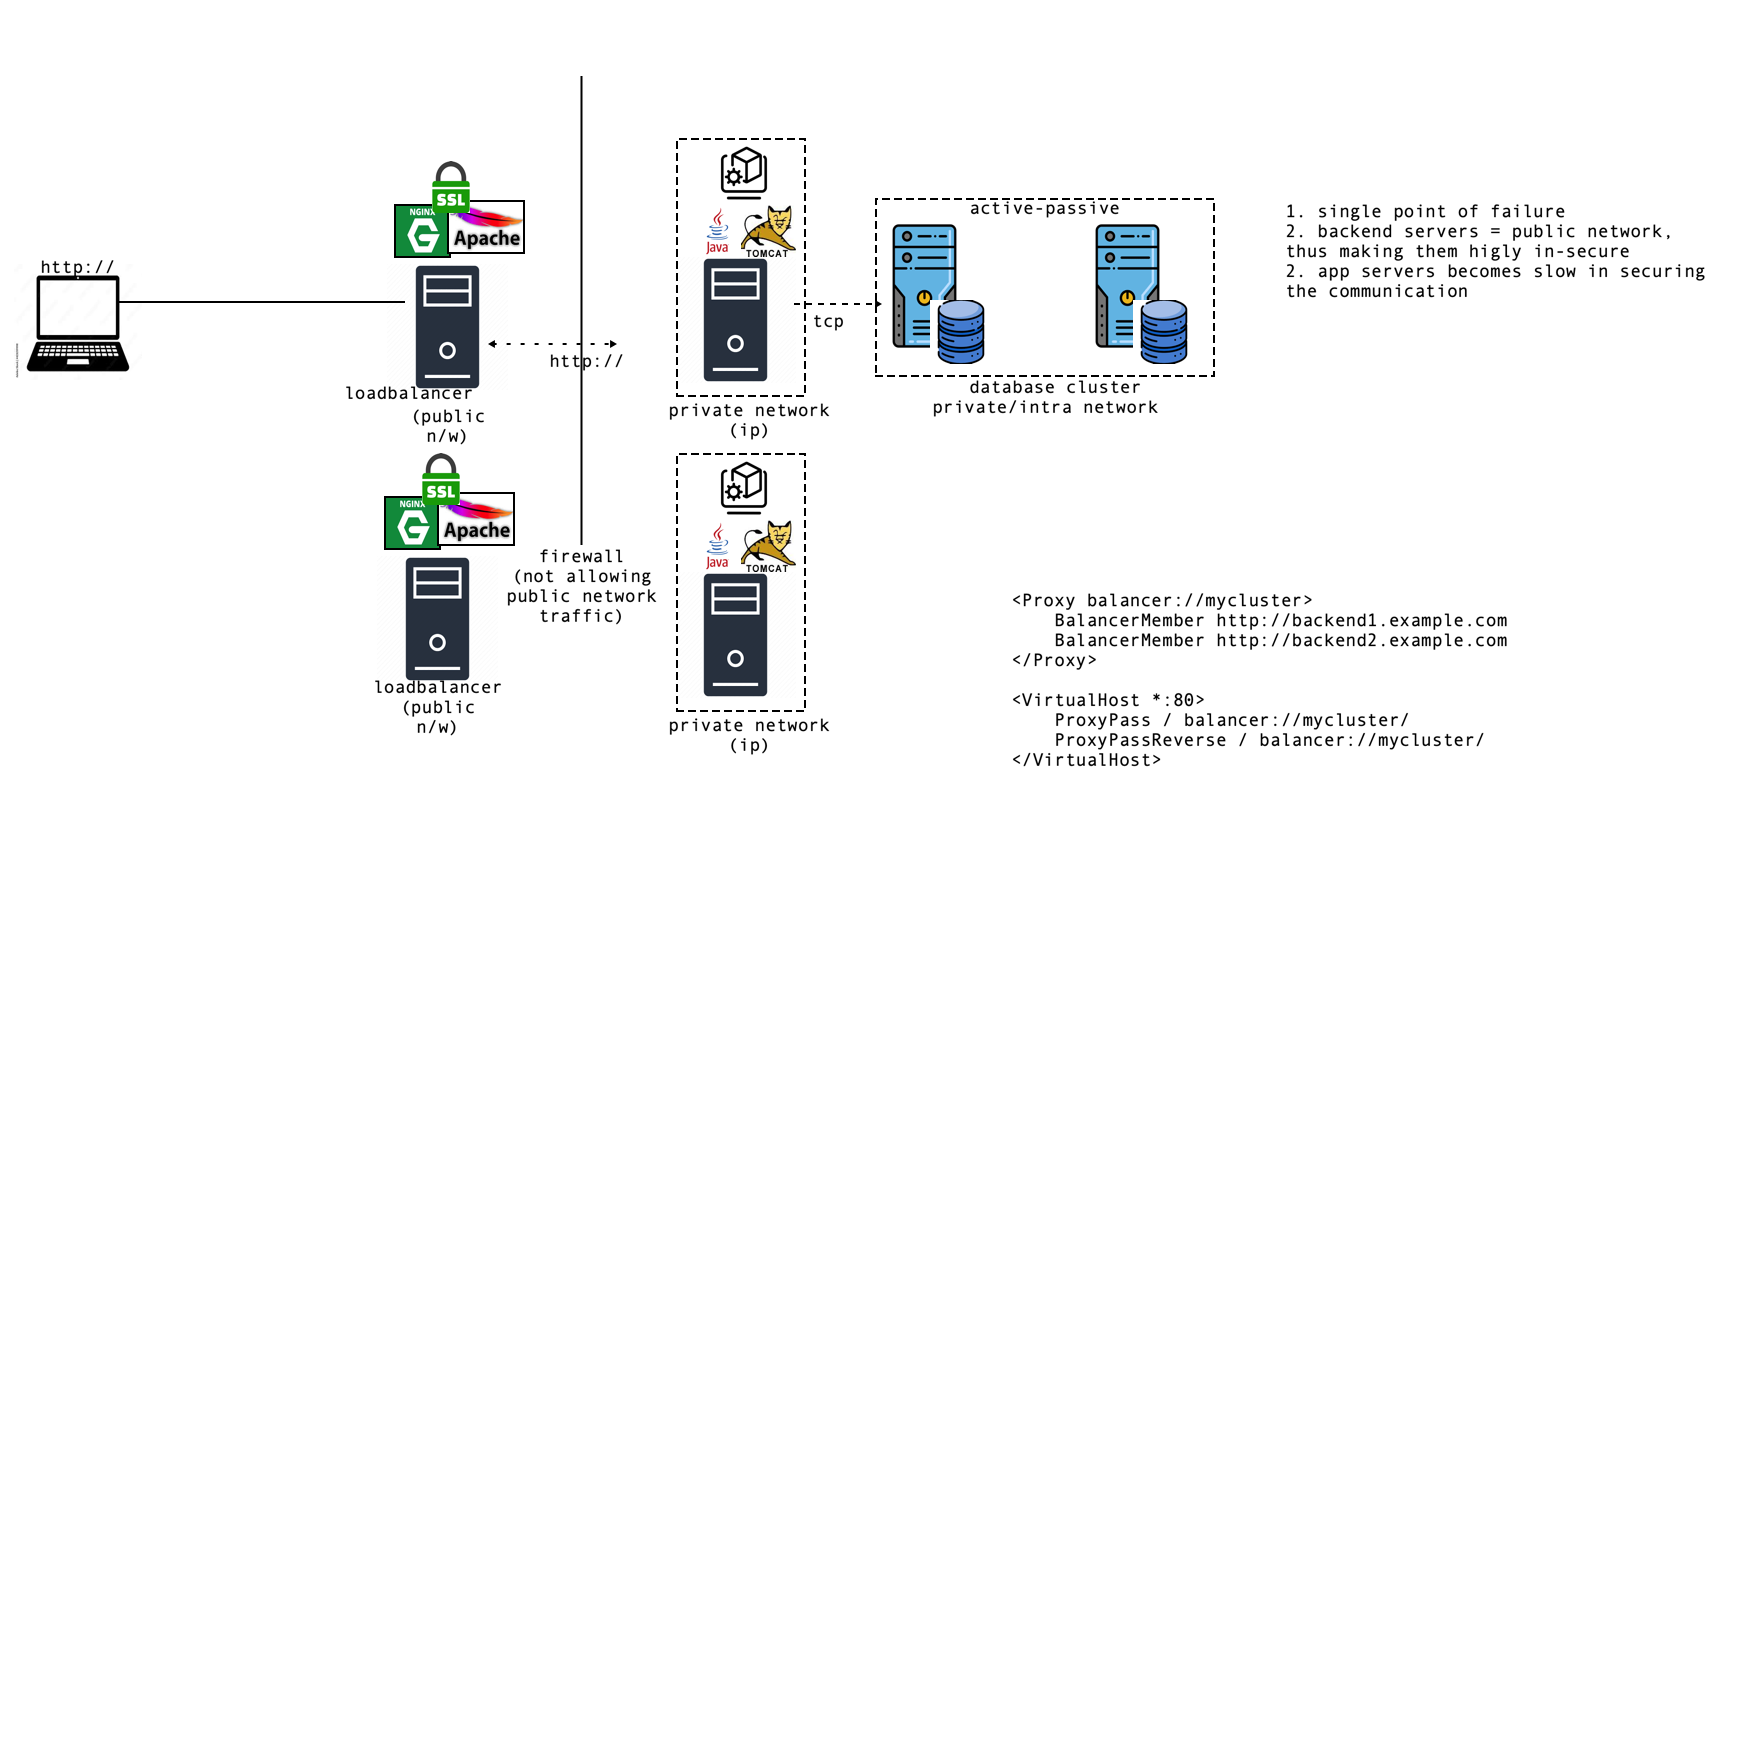 http://
SSL
NGINX
Apache
loadbalancer
(public
n/w)
http://
SSL
NGINX
Apache
loadbalancer
(public
n/w)
firewall
(not allowing
public network
traffic)
Java
TOMCAT
private network
(ip)
Java
TOMCAT
private network
(ip)
tcp
active-passive
database cluster
private/intra network
1. single point of failure
2. backend servers = public network,
thus making them higly in-secure
2. app servers becomes slow in securing
the communication
<Proxy balancer://mycluster>
    BalancerMember http://backend1.example.com
    BalancerMember http://backend2.example.com
</Proxy>
<VirtualHost *:80>
    ProxyPass / balancer://mycluster/
    ProxyPassReverse / balancer://mycluster/
</VirtualHost>